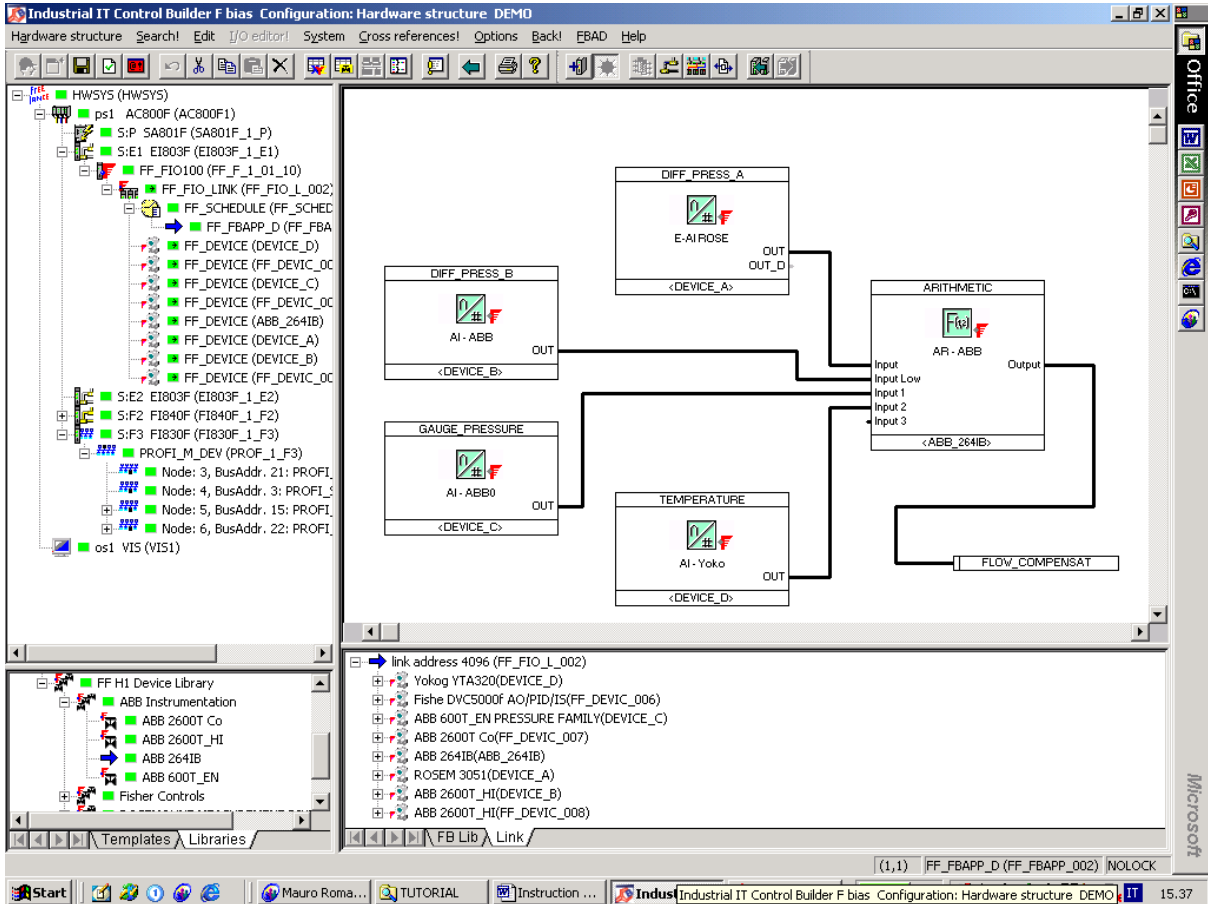 Industrial IT Control Builder F bias Configuration: Hardware structure DEMO
Hardware structure Search! Edit I/O editor! System Cross references! Options Back! FBAD Help
HWSYS (HWSYS)
ps1 AC800F (AC800F1)
S:P SA801F (SA801F_1_P)
S:E1 EI803F (EI803F_1_E1)
FF_FIO100 (FF_F_1_01_10)
FF_FIO_LINK (FF_FIO_L_002)
FF_SCHEDULE (FF_SCHED
FF_FBAPP_D (FF_FBA
FF_DEVICE (DEVICE_D)
FF_DEVICE (FF_DEVIC_00
FF_DEVICE (DEVICE_C)
FF_DEVICE (FF_DEVIC_00
FF_DEVICE (ABB_264IB)
FF_DEVICE (DEVICE_A)
FF_DEVICE (DEVICE_B)
FF_DEVICE (FF_DEVIC_00
S:E2 EI803F (EI803F_1_E2)
S:F2 FI840F (FI840F_1_F2)
S:F3 FI830F (FI830F_1_F3)
PROFI_M_DEV (PROF_1_F3)
Node: 3, BusAddr. 21: PROFI_
Node: 4, BusAddr. 3: PROFI_S
Node: 5, BusAddr. 15: PROFI_
Node: 6, BusAddr. 22: PROFI_
os1 VIS (VIS1)
DIFF_PRESS_A
E-AI ROSE
OUT
OUT_D
<DEVICE_A>
DIFF_PRESS_B
AI - ABB
OUT
<DEVICE_B>
GAUGE_PRESSURE
AI - ABB0
OUT
<DEVICE_C>
TEMPERATURE
AI - Yoko
OUT
<DEVICE_D>
ARITHMETIC
AR - ABB
Input Output
Input Low
Input 1
Input 2
Input 3
<ABB_264IB>
FLOW_COMPENSAT
FF H1 Device Library
ABB Instrumentation
ABB 2600T Co
ABB 2600T_HI
ABB 264IB
ABB 600T_EN
Fisher Controls
Templates Libraries
link address 4096 (FF_FIO_L_002)
Yokog YTA320(DEVICE_D)
Fishe DVC5000f AO/PID/IS(FF_DEVIC_006)
ABB 600T_EN PRESSURE FAMILY(DEVICE_C)
ABB 2600T Co(FF_DEVIC_007)
ABB 264IB(ABB_264IB)
ROSEM 3051(DEVICE_A)
ABB 2600T_HI(DEVICE_B)
ABB 2600T_HI(FF_DEVIC_008)
FB Lib Link
(1,1) FF_FBAPP_D (FF_FBAPP_002) NOLOCK
Office
Microsoft
Start Mauro Roma... TUTORIAL Instruction ... Indust Industrial IT Control Builder F bias Configuration: Hardware structure DEMO IT 15.37